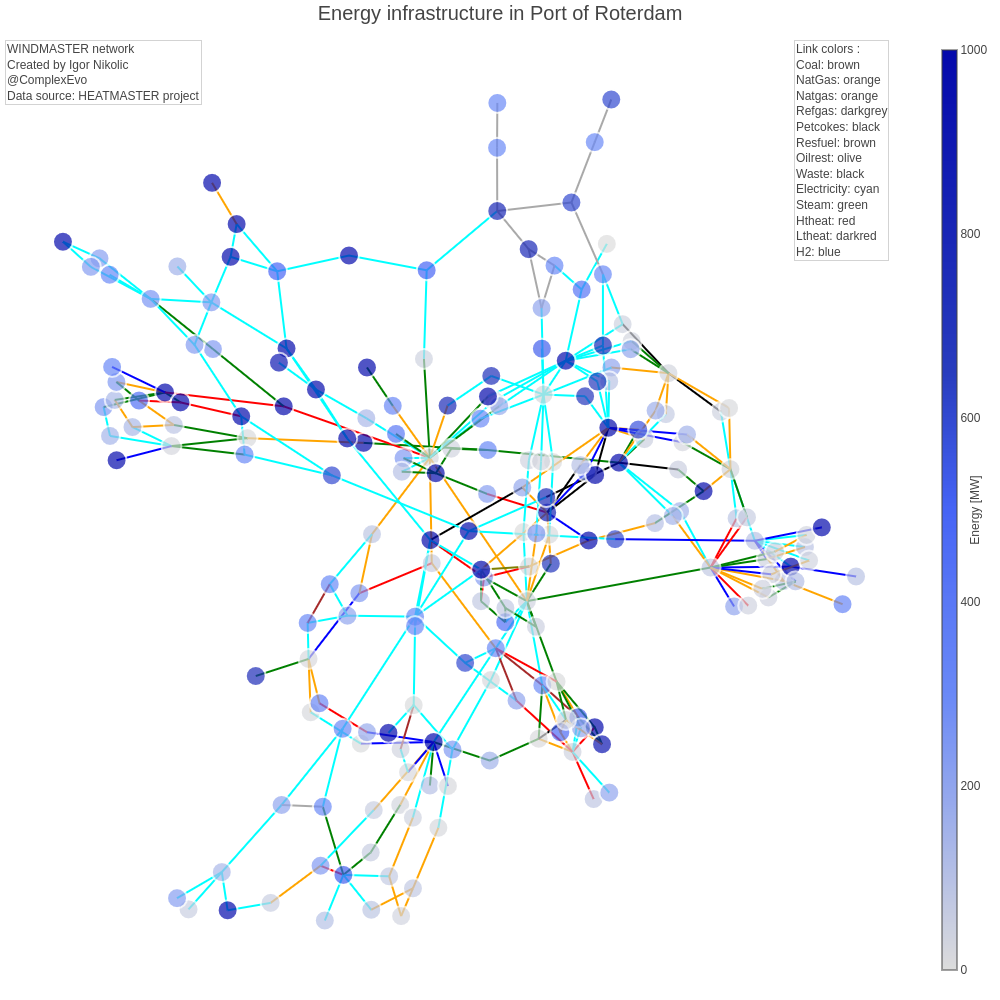 Energy infrastructure in Port of Roterdam
WINDMASTER network
Created by Igor Nikolic
@ComplexEvo
Data source: HEATMASTER project
Link colors :
Coal: brown
NatGas: orange
Natgas: orange
Refgas: darkgrey
Petcokes: black
Resfuel: brown
Oilrest: olive
Waste: black
Electricity: cyan
Steam: green
Htheat: red
Ltheat: darkred
H2: blue
1000
800
600
400
200
0
Energy [MW]